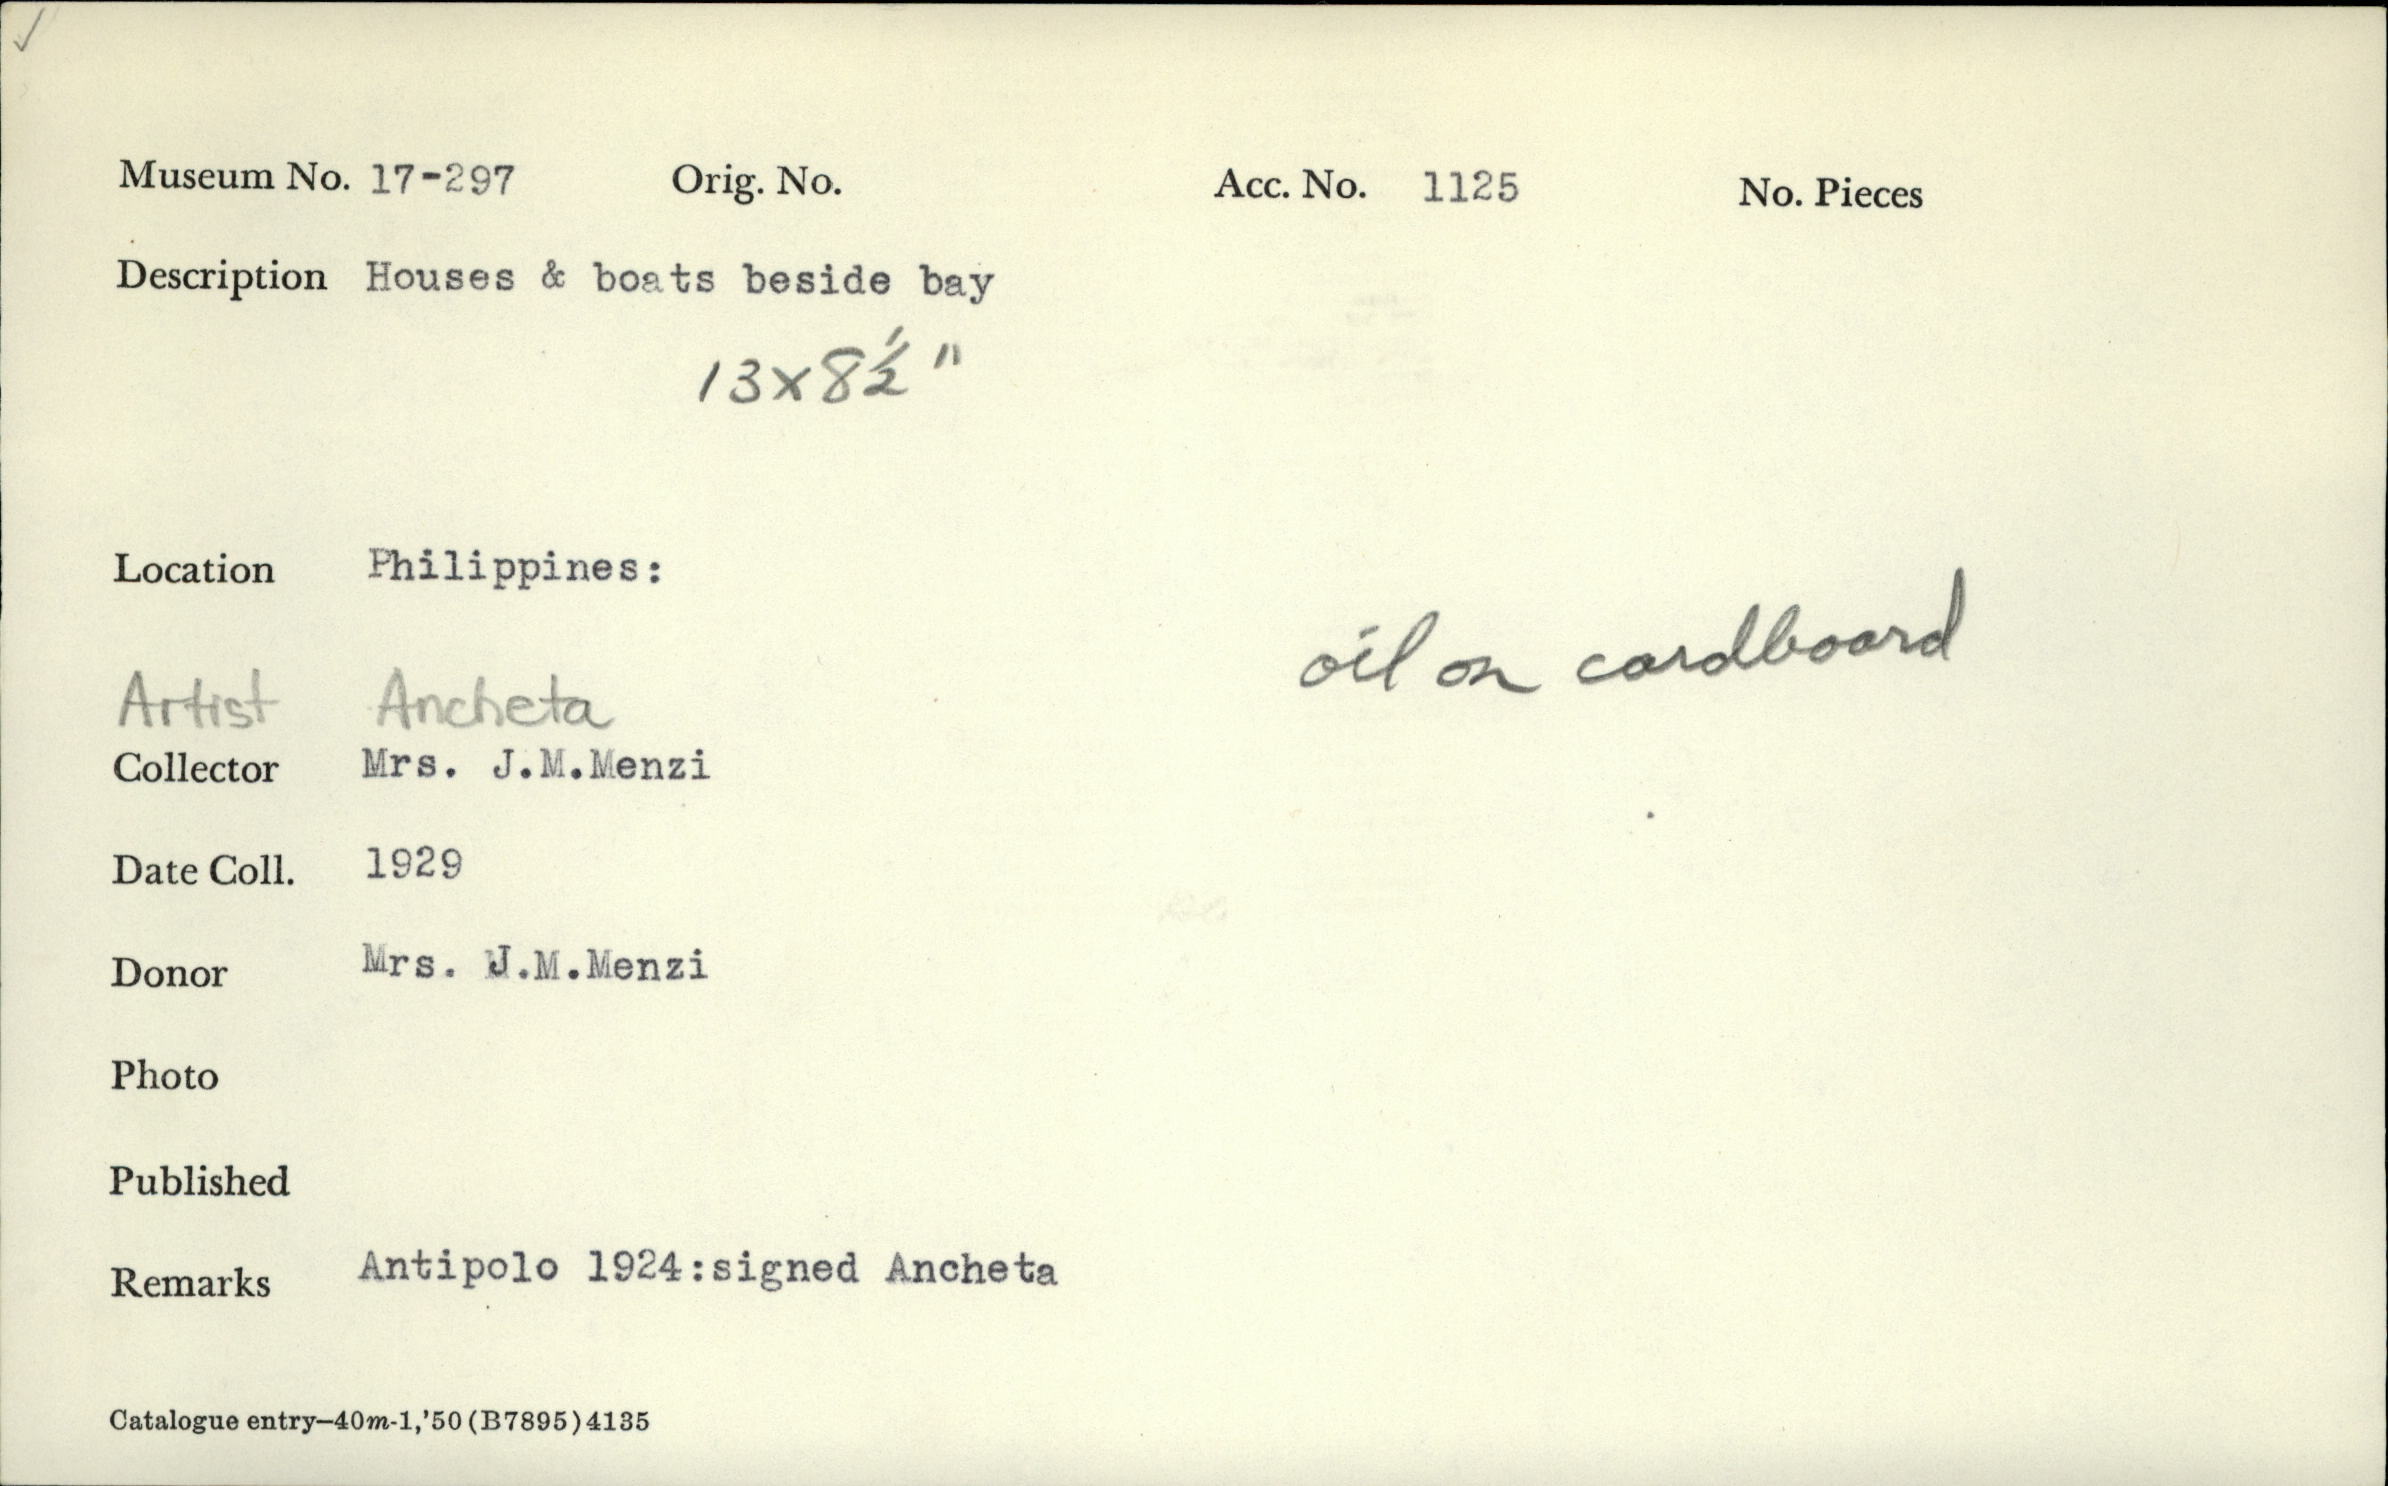 Museum No. 17-297 Orig. No. Acc. No. 1125 No. Pieces
Description Houses & boats beside bay
13x8½"
Location Philippines:
oil on cardboard
Artist Ancheta
Collector Mrs. J.M.Menzi
Date Coll. 1929
Donor Mrs. J.M.Menzi
Photo
Published
Remarks Antipolo 1924:signed Ancheta
Catalogue entry—40m-1,'50(B7895)4135